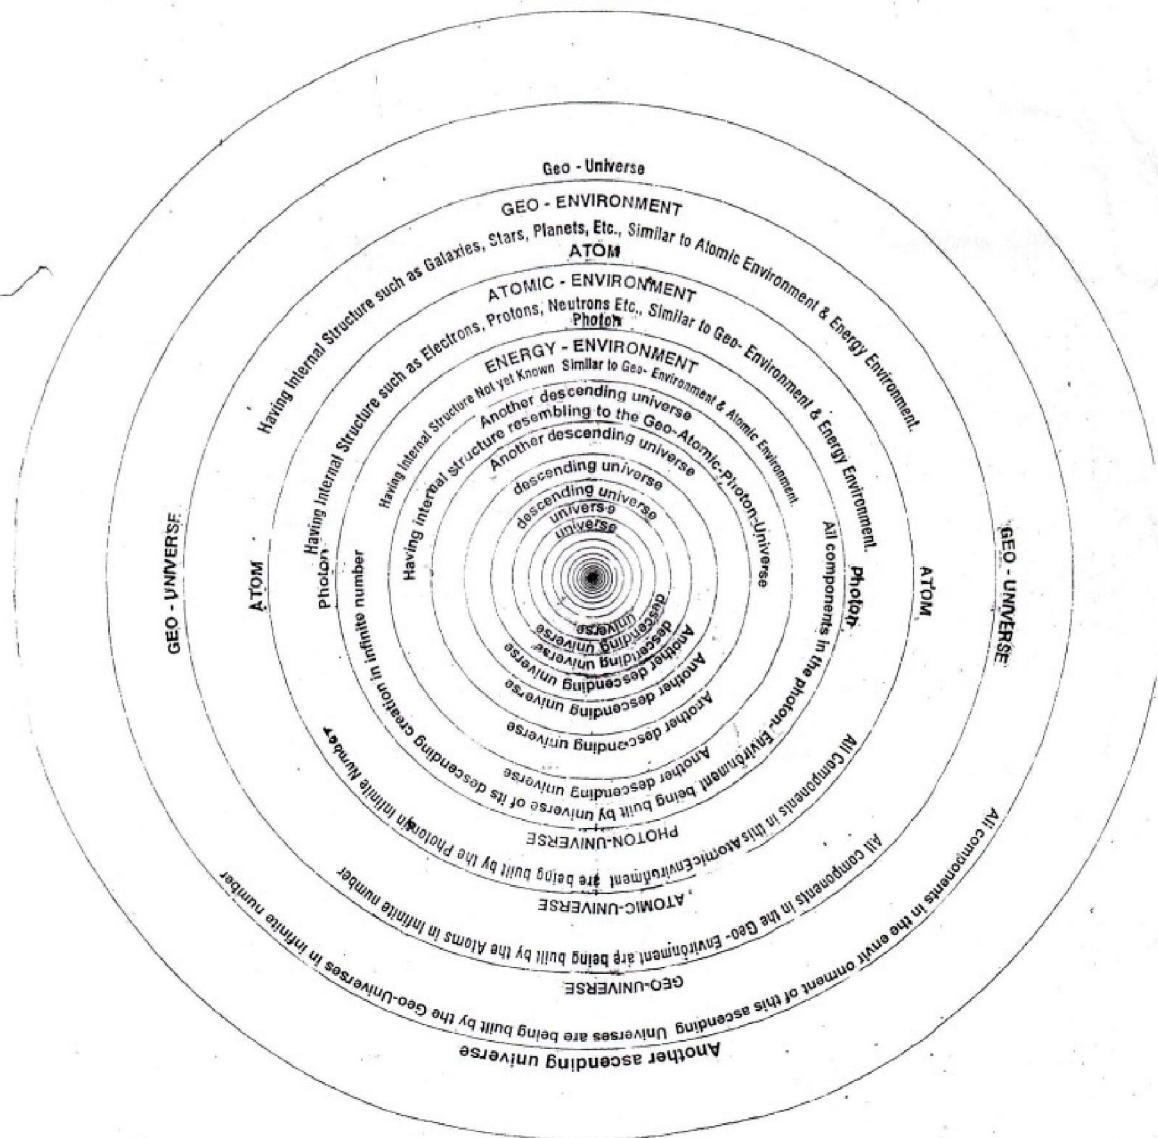 Geo - Universe
GEO - ENVIRONMENT
Having Internal Structure such as Galaxies, Stars, Planets, Etc., Similar to Atomic Environment & Energy Environment.
ATOM
ATOMIC - ENVIRONMENT
Having Internal Structure such as Electrons, Protons, Neutrons Etc., Similar to Geo- Environment & Energy Environment.
Photon
ENERGY - ENVIRONMENT
Having Internal Structure Not yet Known Similar to Geo- Environment & Atomic Environment.
Another descending universe
Having internal structure resembling to the Geo-Atomic-Photon-Universe
Another descending universe
descending universe
descending universe
universe
universe
GEO - UNIVERSE
ATOM
Photon
Photon
ATOM
GEO - UNIVERSE
universe
universe
descending universe
descending universe
Another descending universe
Another descending universe
Another descending universe
Another descending universe
All components in the photon- Environment being built by universe of its descending creation in infinite number
PHOTON-UNIVERSE
All Components in this Atomic Environment are being built by the Photons in Infinite Number
ATOMIC-UNIVERSE
All components in the Geo- Environment are being built by the Atoms in Infinite number
GEO-UNIVERSE
All components in the envir onment of this ascending Universes are being built by the Geo-Universes in Infinite number
Another ascending universe